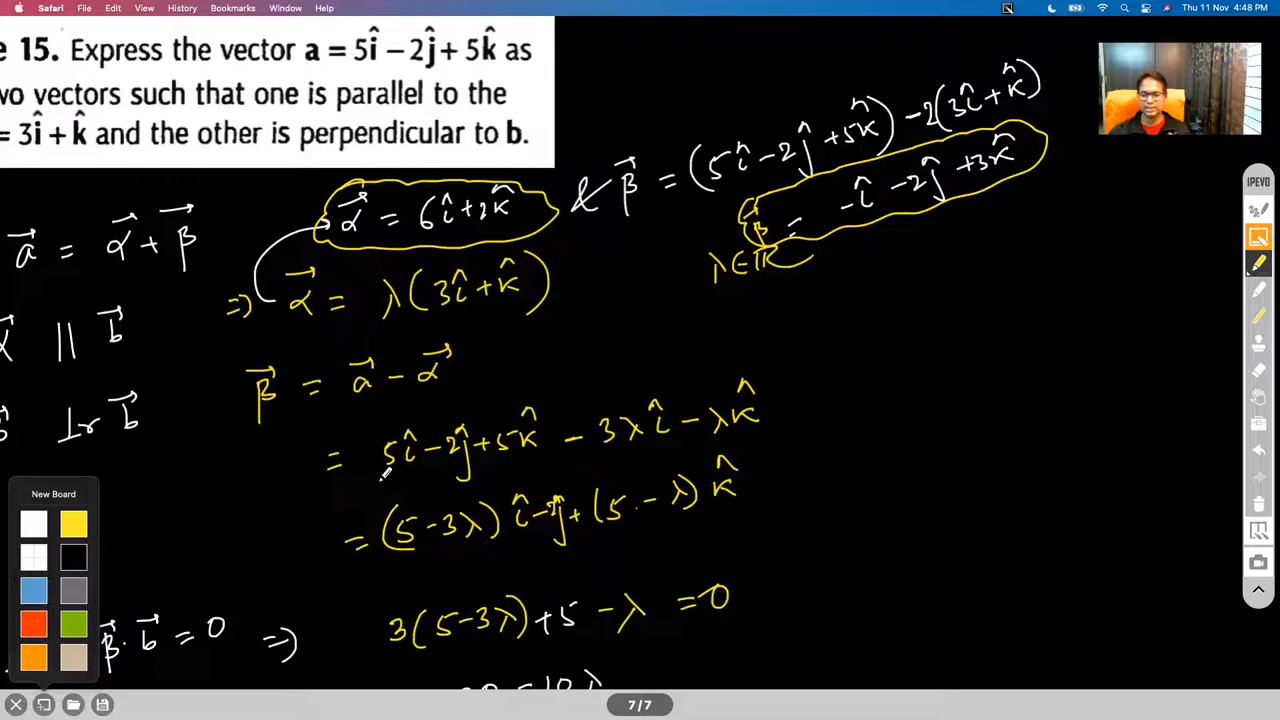 Safari File Edit View History Bookmarks Window Help Thu 11 Nov 4:48 PM
e 15. Express the vector a = 5î − 2ĵ + 5k̂ as
vo vectors such that one is parallel to the
= 3î + k̂ and the other is perpendicular to b.
α⃗ = 6î + 2k̂ & β⃗ = (5î − 2ĵ + 5k̂) − 2(3î + k̂)
β⃗ = −î − 2ĵ + 3k̂
a⃗ = α⃗ + β⃗
λ ∈ R
⇒ α⃗ = λ(3î + k̂)
α⃗ || b⃗
β⃗ = a⃗ − α⃗
β⃗ ⊥r b⃗
= 5î − 2ĵ + 5k̂ − 3λî − λk̂
= (5 − 3λ)î − 2ĵ + (5 − λ)k̂
β⃗ · b⃗ = 0 ⇒ 3(5 − 3λ) + 5 − λ = 0
= 10λ
IPEVO
New Board
7/7